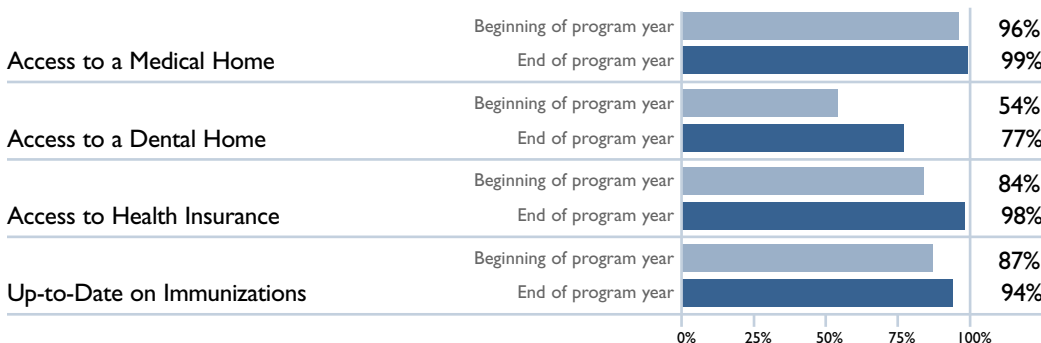 Beginning of program year 96%
Access to a Medical Home End of program year 99%
Beginning of program year 54%
Access to a Dental Home End of program year 77%
Beginning of program year 84%
Access to Health Insurance End of program year 98%
Beginning of program year 87%
Up-to-Date on Immunizations End of program year 94%
0% 25% 50% 75% 100%